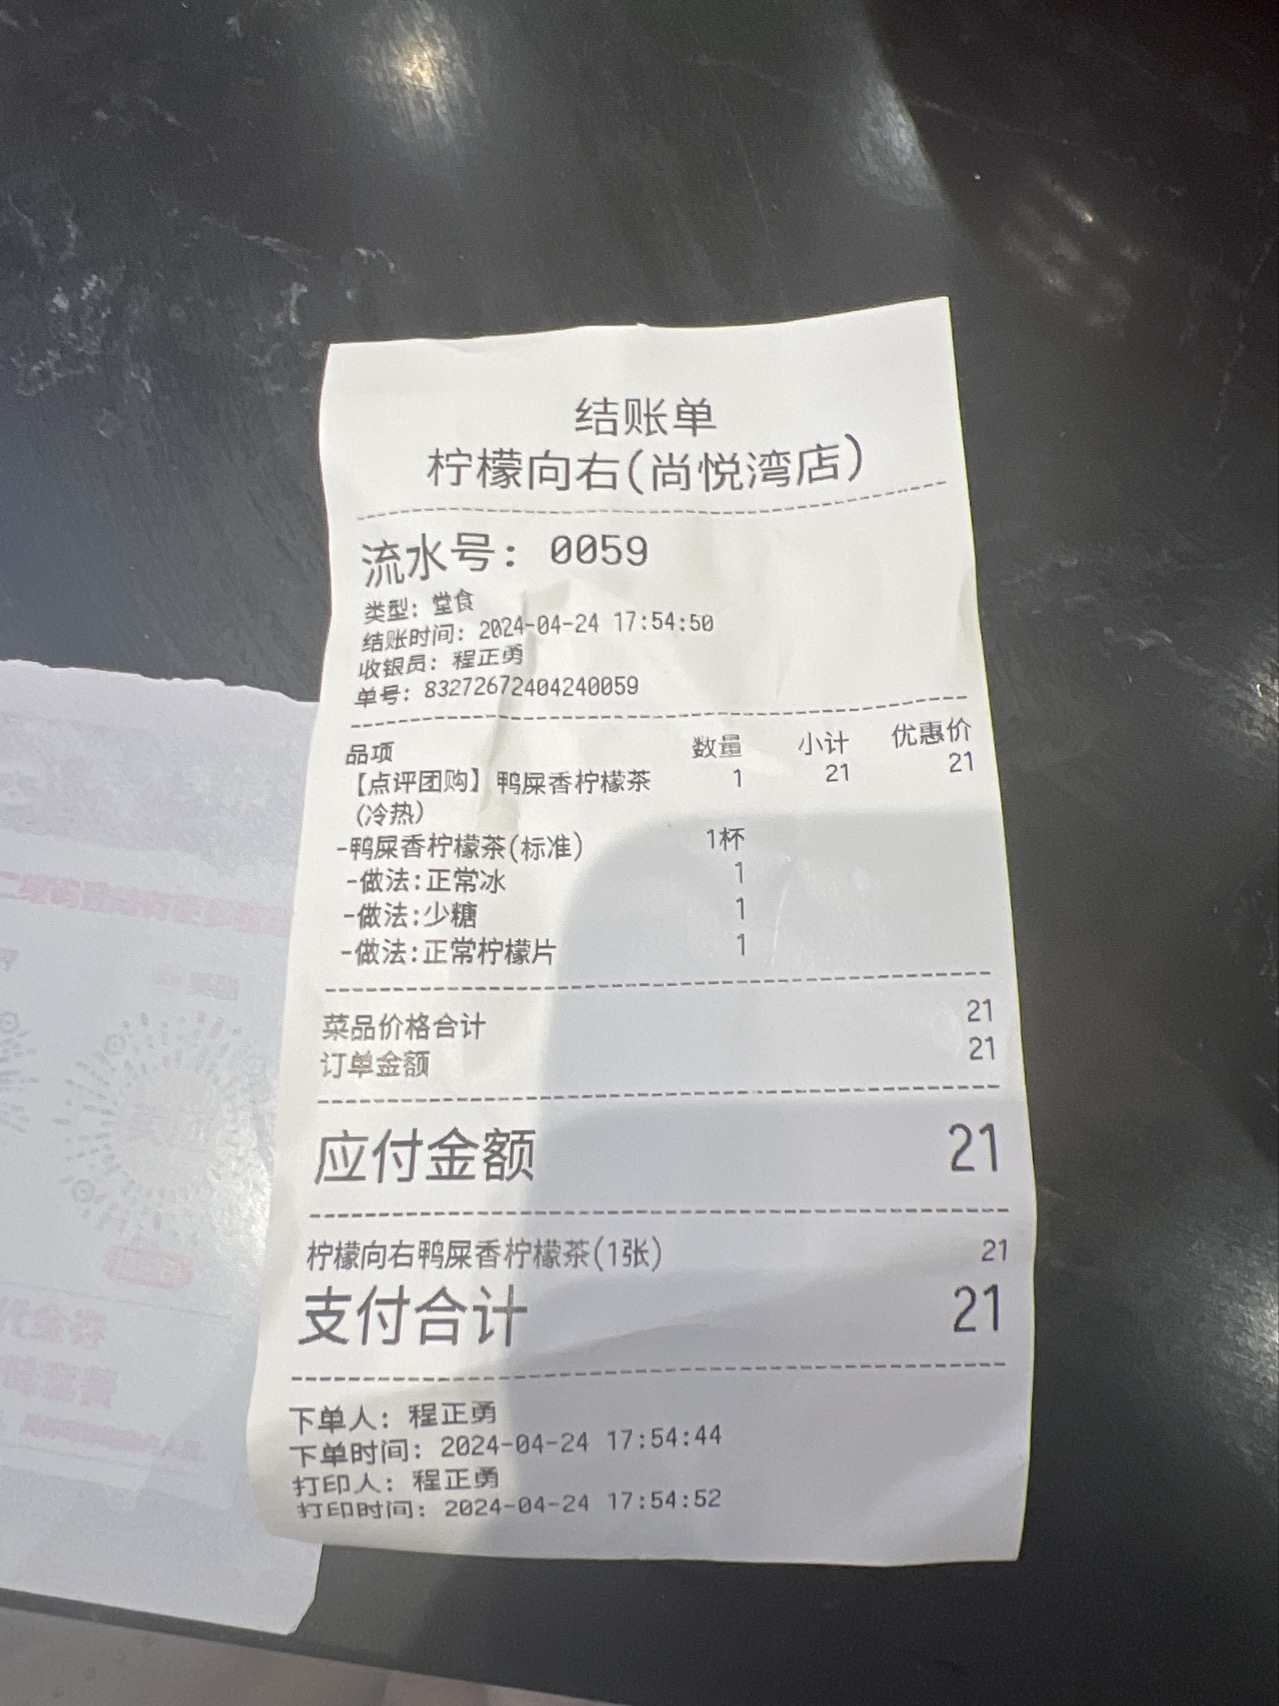 结账单
柠檬向右(尚悦湾店)
流水号: 0059
类型: 堂食
结账时间: 2024-04-24 17:54:50
收银员: 程正勇
单号: 83272672404240059
品项 数量 小计 优惠价
【点评团购】鸭屎香柠檬茶 1 21 21
(冷热)
-鸭屎香柠檬茶(标准) 1杯
-做法:正常冰 1
-做法:少糖 1
-做法:正常柠檬片 1
菜品价格合计 21
订单金额 21
应付金额 21
柠檬向右鸭屎香柠檬茶(1张) 21
支付合计 21
下单人: 程正勇
下单时间: 2024-04-24 17:54:44
打印人: 程正勇
打印时间: 2024-04-24 17:54:52